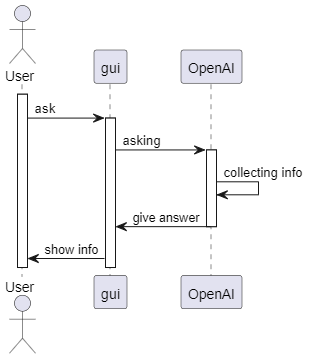 User
gui
OpenAI
ask
asking
collecting info
give answer
show info
User
gui
OpenAI